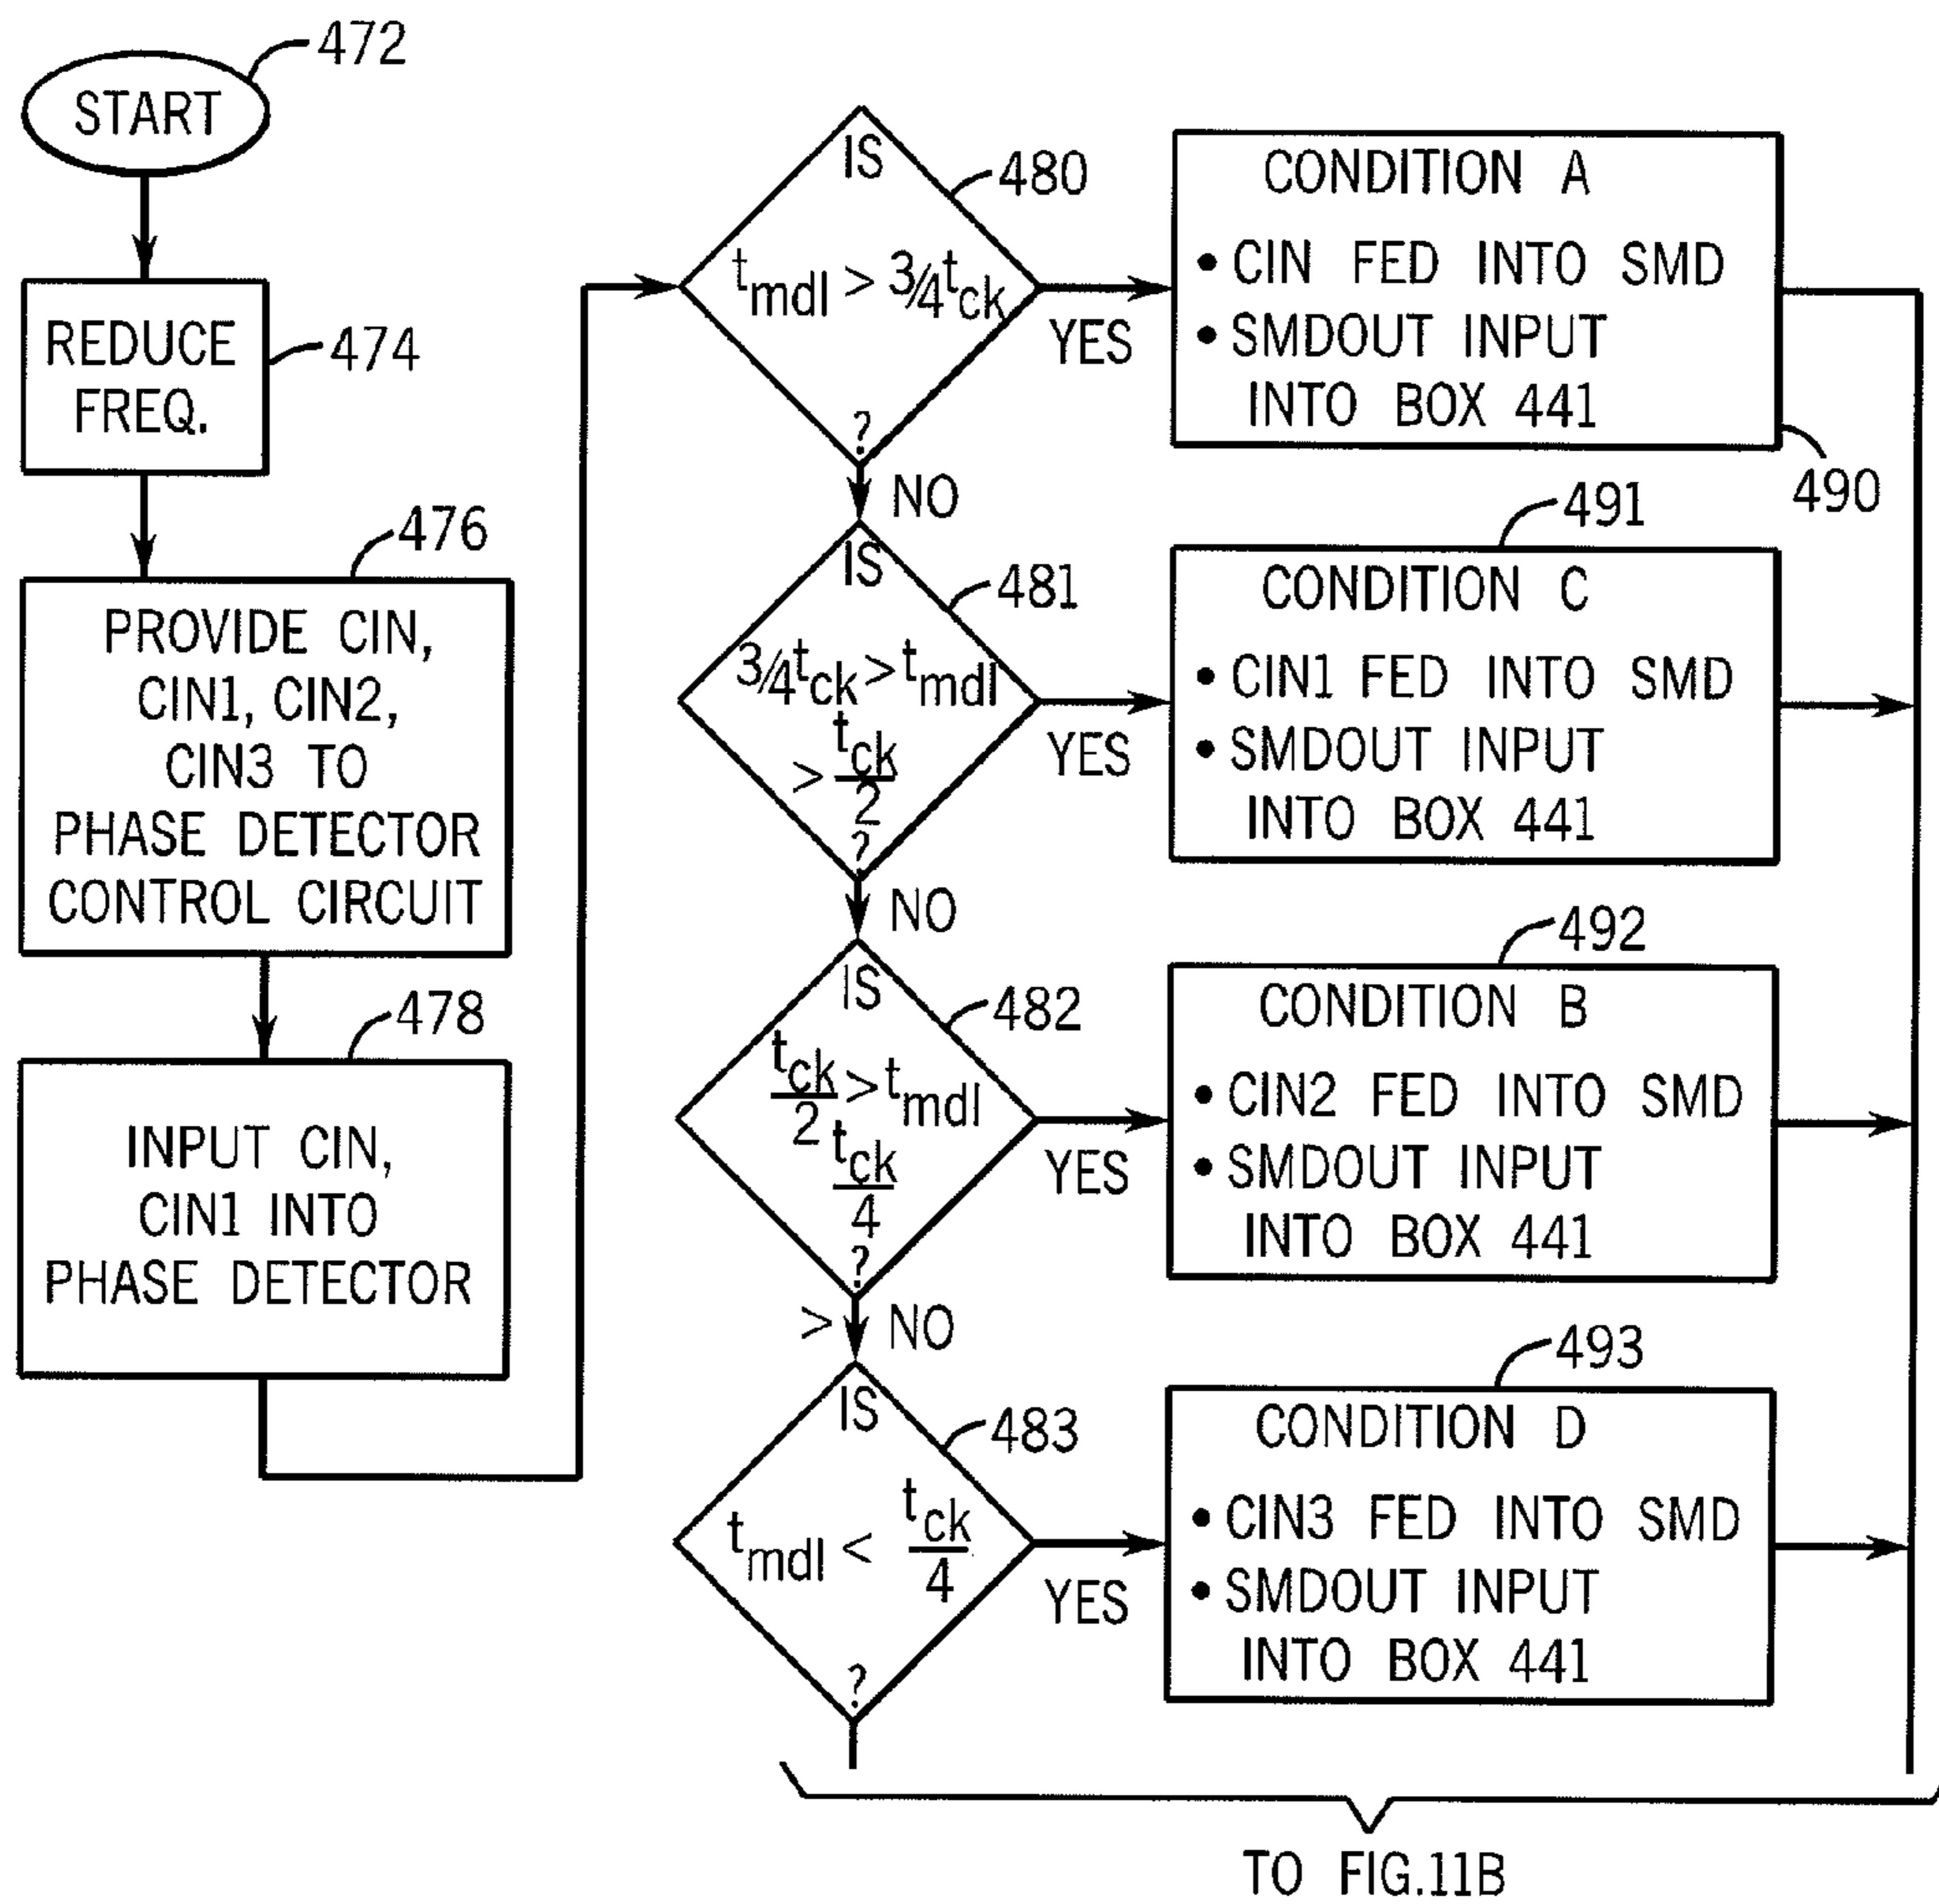 START
472
REDUCE
FREQ.
474
476
PROVIDE CIN,
CIN1, CIN2,
CIN3 TO
PHASE DETECTOR
CONTROL CIRCUIT
478
INPUT CIN,
CIN1 INTO
PHASE DETECTOR
IS
480
tmdl > 3/4tck
?
YES
NO
CONDITION A
• CIN FED INTO SMD
• SMDOUT INPUT
INTO BOX 441
490
IS
481
3/4tck > tmdl
> tck/2
?
YES
NO
491
CONDITION C
• CIN1 FED INTO SMD
• SMDOUT INPUT
INTO BOX 441
IS
482
tck/2 > tmdl
tck/4
?
YES
> NO
492
CONDITION B
• CIN2 FED INTO SMD
• SMDOUT INPUT
INTO BOX 441
IS
483
tmdl < tck/4
?
YES
493
CONDITION D
• CIN3 FED INTO SMD
• SMDOUT INPUT
INTO BOX 441
TO FIG.11B